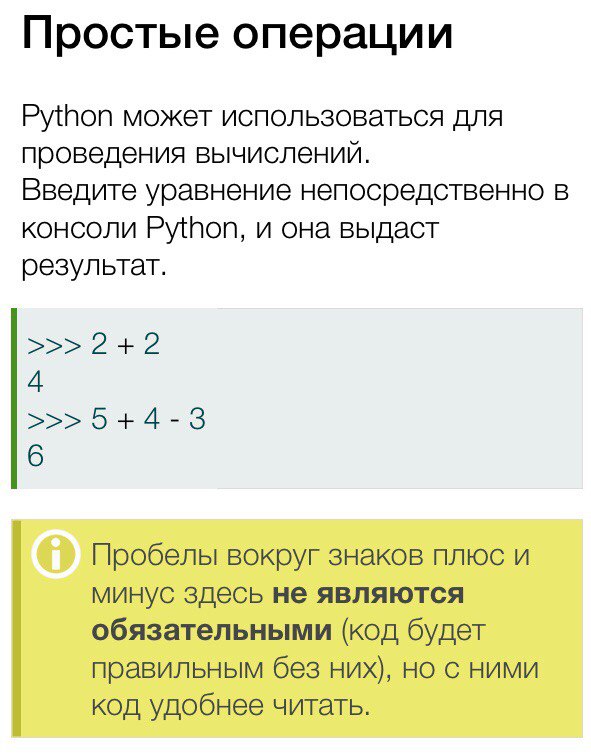 Простые операции
Python может использоваться для
проведения вычислений.
Введите уравнение непосредственно в
консоли Python, и она выдаст
результат.
>>> 2 + 2
4
>>> 5 + 4 - 3
6
Пробелы вокруг знаков плюс и
минус здесь не являются
обязательными (код будет
правильным без них), но с ними
код удобнее читать.